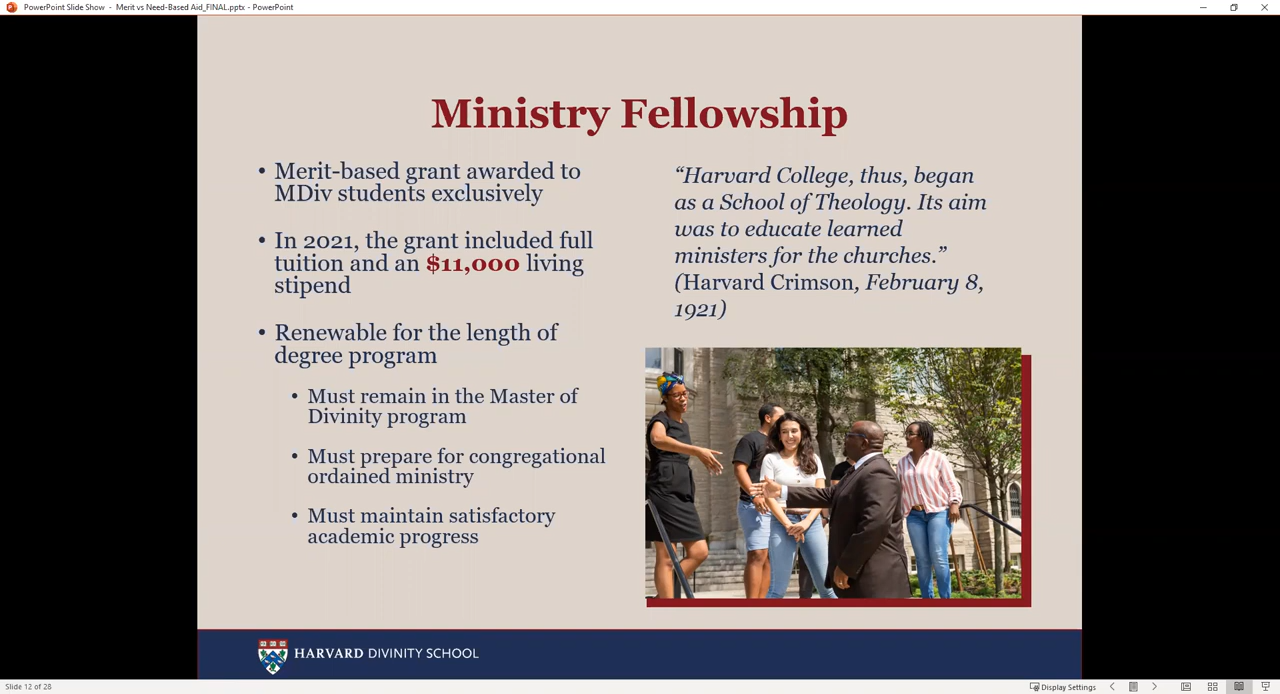 PowerPoint Slide Show - Merit vs Need-Based Aid_FINAL.pptx - PowerPoint
Ministry Fellowship
• Merit-based grant awarded to
MDiv students exclusively
• In 2021, the grant included full
tuition and an $11,000 living
stipend
• Renewable for the length of
degree program
• Must remain in the Master of
Divinity program
• Must prepare for congregational
ordained ministry
• Must maintain satisfactory
academic progress
“Harvard College, thus, began
as a School of Theology. Its aim
was to educate learned
ministers for the churches.”
(Harvard Crimson, February 8,
1921)
HARVARD DIVINITY SCHOOL
Slide 12 of 28
Display Settings